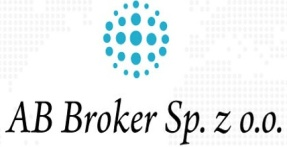 AB Broker Sp. z o.o.